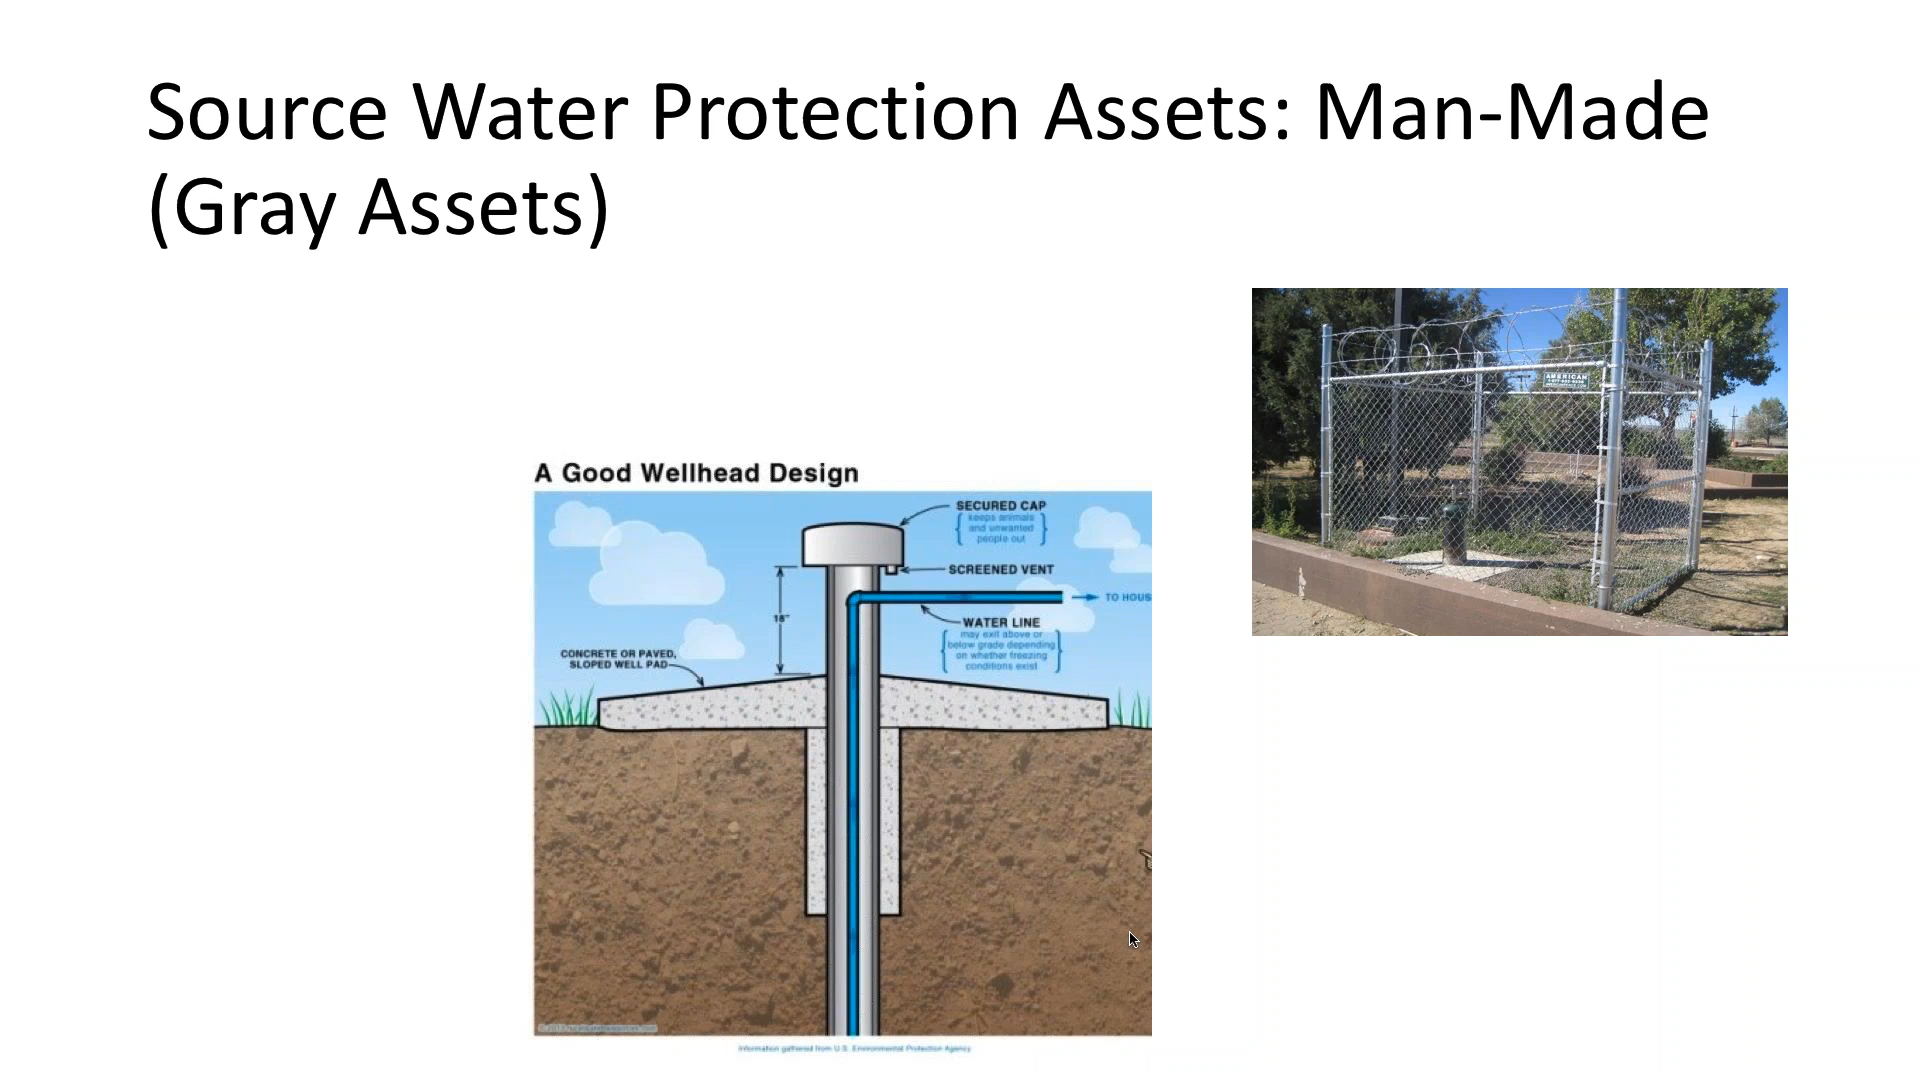 Source Water Protection Assets: Man-Made
(Gray Assets)
AMERICAN
A Good Wellhead Design
SECURED CAP
keeps animals
and unwanted
people out
SCREENED VENT
TO HOUS
18"
WATER LINE
may exit above or
below grade depending
on whether freezing
conditions exist
CONCRETE OR PAVED,
SLOPED WELL PAD
Information gathered from U.S. Environmental Protection Agency